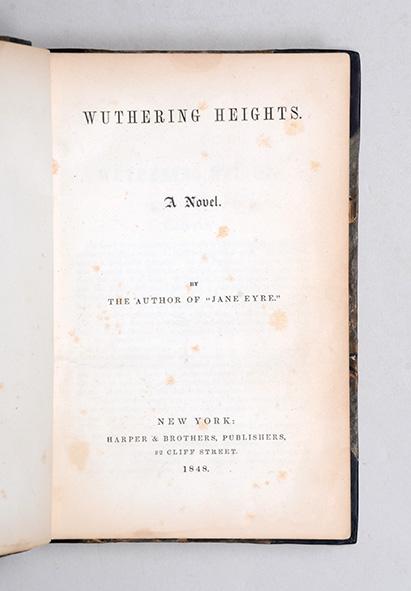 WUTHERING HEIGHTS.
A Novel.
BY
THE AUTHOR OF "JANE EYRE."
NEW YORK:
HARPER & BROTHERS, PUBLISHERS,
82 CLIFF STREET.
1848.